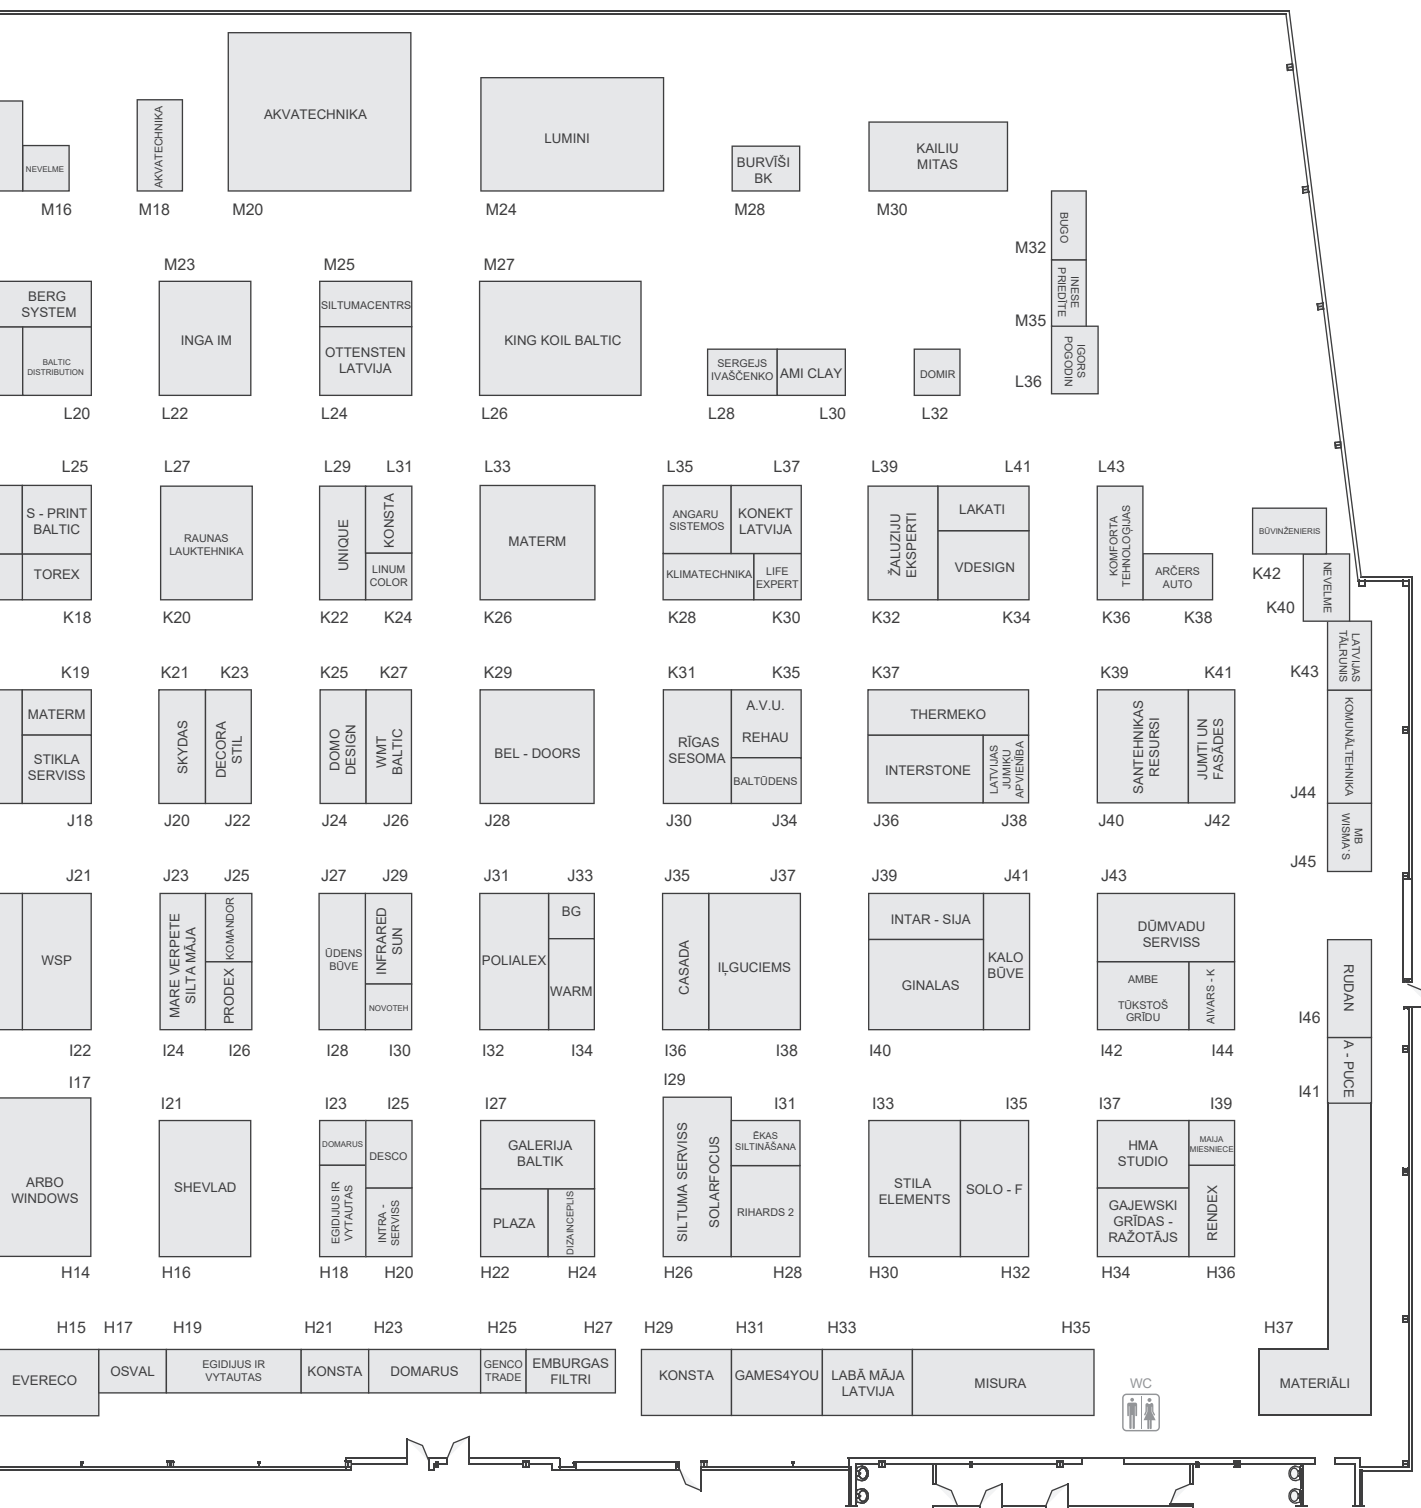 AKVATECHNIKA
LUMINI
NEVELME
AKVATECHNIKA
BURVĪŠI
BK
KAILIU
MITAS
M16
M18
M20
M24
M28
M30
BUGO
M32
INESE
PRIEDĪTE
M35
IGORS
POGODIN
L36
M23
M25
M27
BERG
SYSTEM
BALTIC
DISTRIBUTION
INGA IM
SILTUMACENTRS
OTTENSTEN
LATVIJA
KING KOIL BALTIC
SERGEJS
IVAŠČENKO
AMI CLAY
DOMIR
L20
L22
L24
L26
L28
L30
L32
L25
L27
L29
L31
L33
L35
L37
L39
L41
L43
S - PRINT
BALTIC
TOREX
RAUNAS
LAUKTEHNIKA
UNIQUE
KONSTA
LINUM
COLOR
MATERM
ANGARU
SISTEMOS
KONEKT
LATVIJA
KLIMATECHNIKA
LIFE
EXPERT
ŽALUZIJU
EKSPERTI
LAKATI
VDESIGN
KOMFORTA
TEHNOLOĢIJAS
ARČERS
AUTO
BŪVINŽENIERIS
K42
NEVELME
K40
K18
K20
K22
K24
K26
K28
K30
K32
K34
K36
K38
K19
K21
K23
K25
K27
K29
K31
K35
K37
K39
K41
K43
LATVIJAS
TĀLRUNIS
MATERM
STIKLA
SERVISS
SKYDAS
DECORA
STIL
DOMO
DESIGN
WMT
BALTIC
BEL - DOORS
RĪGAS
SESOMA
A.V.U.
REHAU
BALTŪDENS
THERMEKO
INTERSTONE
LATVIJAS
JUMIKU
APVIENĪBA
SANTEHNIKAS
RESURSI
JUMTI UN
FASĀDES
KOMUNĀLTEHNIKA
J44
MB
WISMA`S
J45
J18
J20
J22
J24
J26
J28
J30
J34
J36
J38
J40
J42
J21
J23
J25
J27
J29
J31
J33
J35
J37
J39
J41
J43
WSP
MARE VERPETE
SILTA MĀJA
KOMANDOR
PRODEX
ŪDENS
BŪVE
INFRARED
SUN
NOVOTEH
POLIALEX
BG
WARM
CASADA
IĻGUCIEMS
INTAR - SIJA
GINALAS
KALO
BŪVE
DŪMVADU
SERVISS
AMBE
TŪKSTOŠ
GRĪDU
AIVARS - K
RUDAN
I46
A - PUCE
I41
I22
I24
I26
I28
I30
I32
I34
I36
I38
I40
I42
I44
I17
I21
I23
I25
I27
I29
I31
I33
I35
I37
I39
ARBO
WINDOWS
SHEVLAD
DOMARUS
EGIDIJUS IR
VYTAUTAS
DESCO
INTRA -
SERVISS
GALERIJA
BALTIK
PLAZA
DIZAINCEPLIS
SILTUMA SERVISS
SOLARFOCUS
ĒKAS
SILTINĀŠANA
RIHARDS 2
STILA
ELEMENTS
SOLO - F
HMA
STUDIO
MAIJA
MIESNIECE
GAJEWSKI
GRĪDAS -
RAŽOTĀJS
RENDEX
H14
H16
H18
H20
H22
H24
H26
H28
H30
H32
H34
H36
H15
H17
H19
H21
H23
H25
H27
H29
H31
H33
H35
H37
EVERECO
OSVAL
EGIDIJUS IR
VYTAUTAS
KONSTA
DOMARUS
GENCO
TRADE
EMBURGAS
FILTRI
KONSTA
GAMES4YOU
LABĀ MĀJA
LATVIJA
MISURA
WC
MATERIĀLI